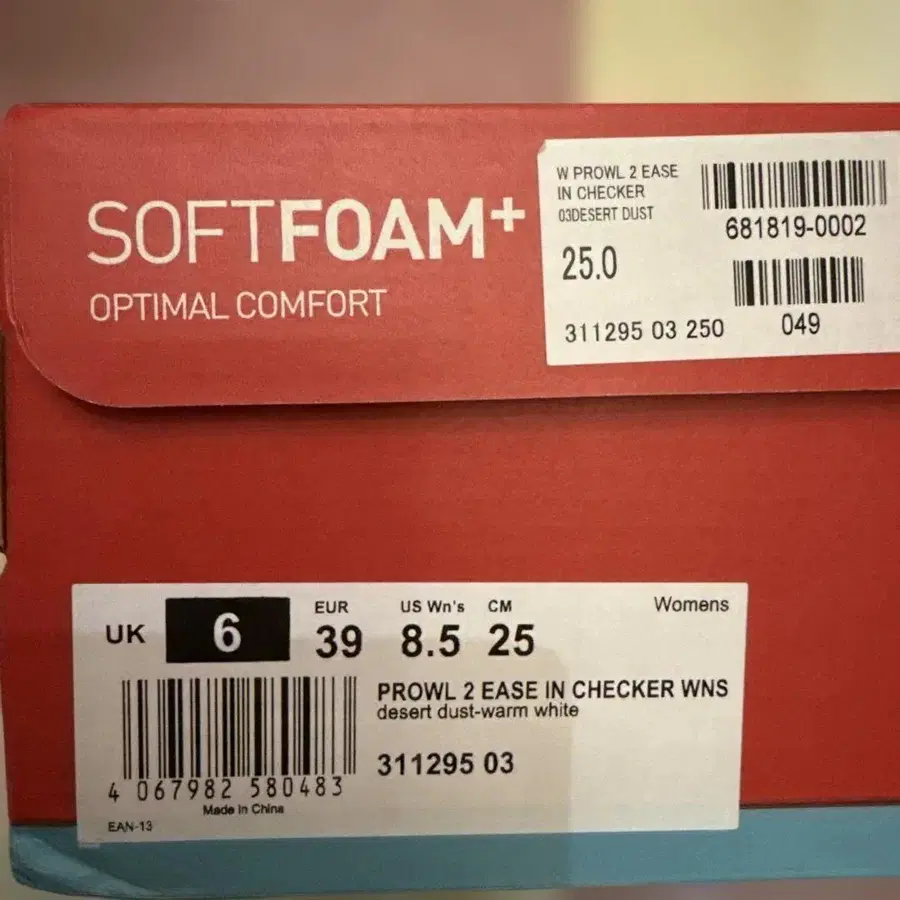 SOFTFOAM+
OPTIMAL COMFORT
W PROWL 2 EASE
IN CHECKER
03DESERT DUST
681819-0002
25.0
311295 03 250
049
UK 6
EUR
39
US Wn's
8.5
CM
25
Womens
PROWL 2 EASE IN CHECKER WNS
desert dust-warm white
311295 03
4 067982 580483
Made in China
EAN-13